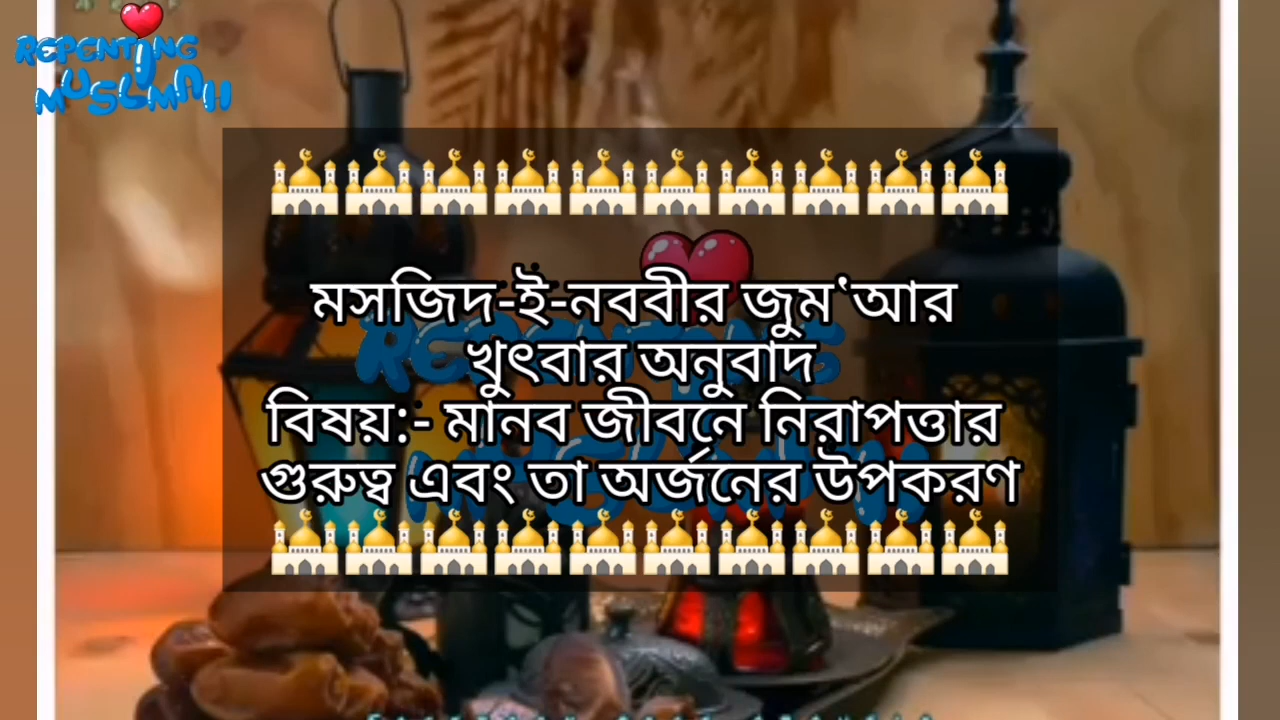 REPENTING
MUSLIMAH
মসজিদ-ই-নববীর জুম'আর
খুৎবার অনুবাদ
বিষয়:- মানব জীবনে নিরাপত্তার
গুরুত্ব এবং তা অর্জনের উপকরণ